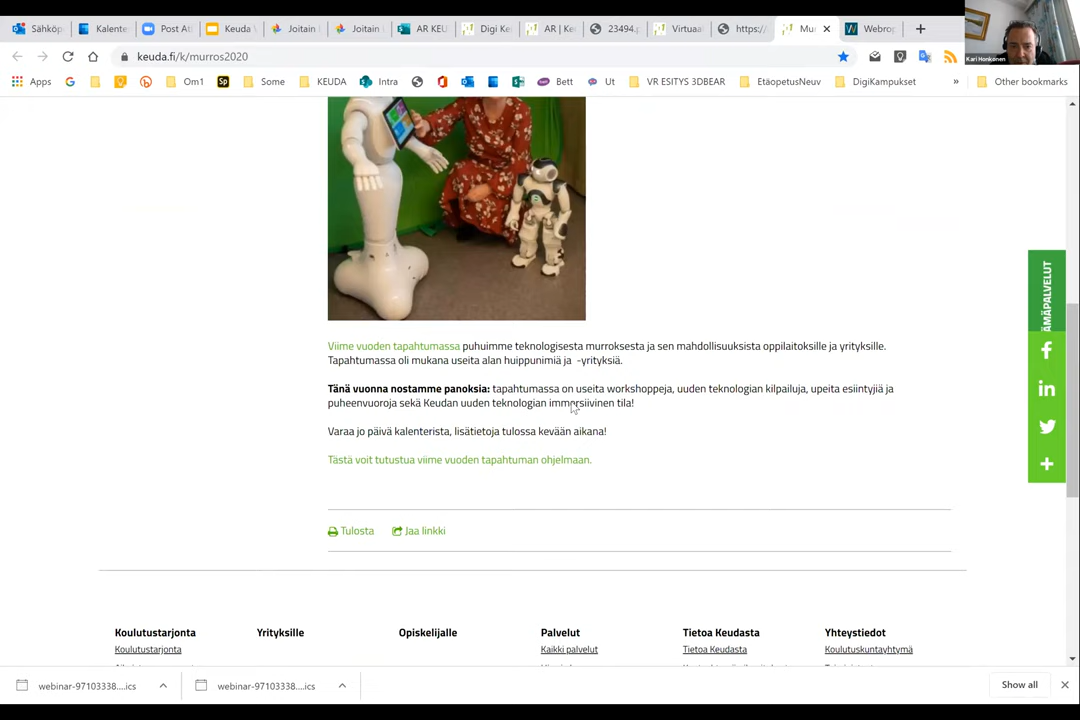 Sähköp
Kalente
Post Ati
Keuda
Joitain
Joitain
AR KEU
Digi Ke
AR | Ke
23494.p
Virtuaa
https:/
Mu
Webrop
keuda.fi/k/murros2020
Kari Honkonen
Apps
Om1
Sp
Some
KEUDA
Intra
Bett
Ut
VR ESITYS 3DBEAR
EtäopetusNeuv
DigiKampukset
»
Other bookmarks
ÄMÄPALVELUT
Viime vuoden tapahtumassa puhuimme teknologisesta murroksesta ja sen mahdollisuuksista oppilaitoksille ja yrityksille.
Tapahtumassa oli mukana useita alan huippunimiä ja -yrityksiä.
Tänä vuonna nostamme panoksia: tapahtumassa on useita workshoppeja, uuden teknologian kilpailuja, upeita esiintyjiä ja
puheenvuoroja sekä Keudan uuden teknologian immersiivinen tila!
Varaa jo päivä kalenterista, lisätietoja tulossa kevään aikana!
Tästä voit tutustua viime vuoden tapahtuman ohjelmaan.
Tulosta
Jaa linkki
Koulutustarjonta
Yrityksille
Opiskelijalle
Palvelut
Tietoa Keudasta
Yhteystiedot
Koulutustarjonta
Kaikki palvelut
Tietoa Keudasta
Koulutuskuntayhtymä
webinar-97103338....ics
webinar-97103338....ics
Show all